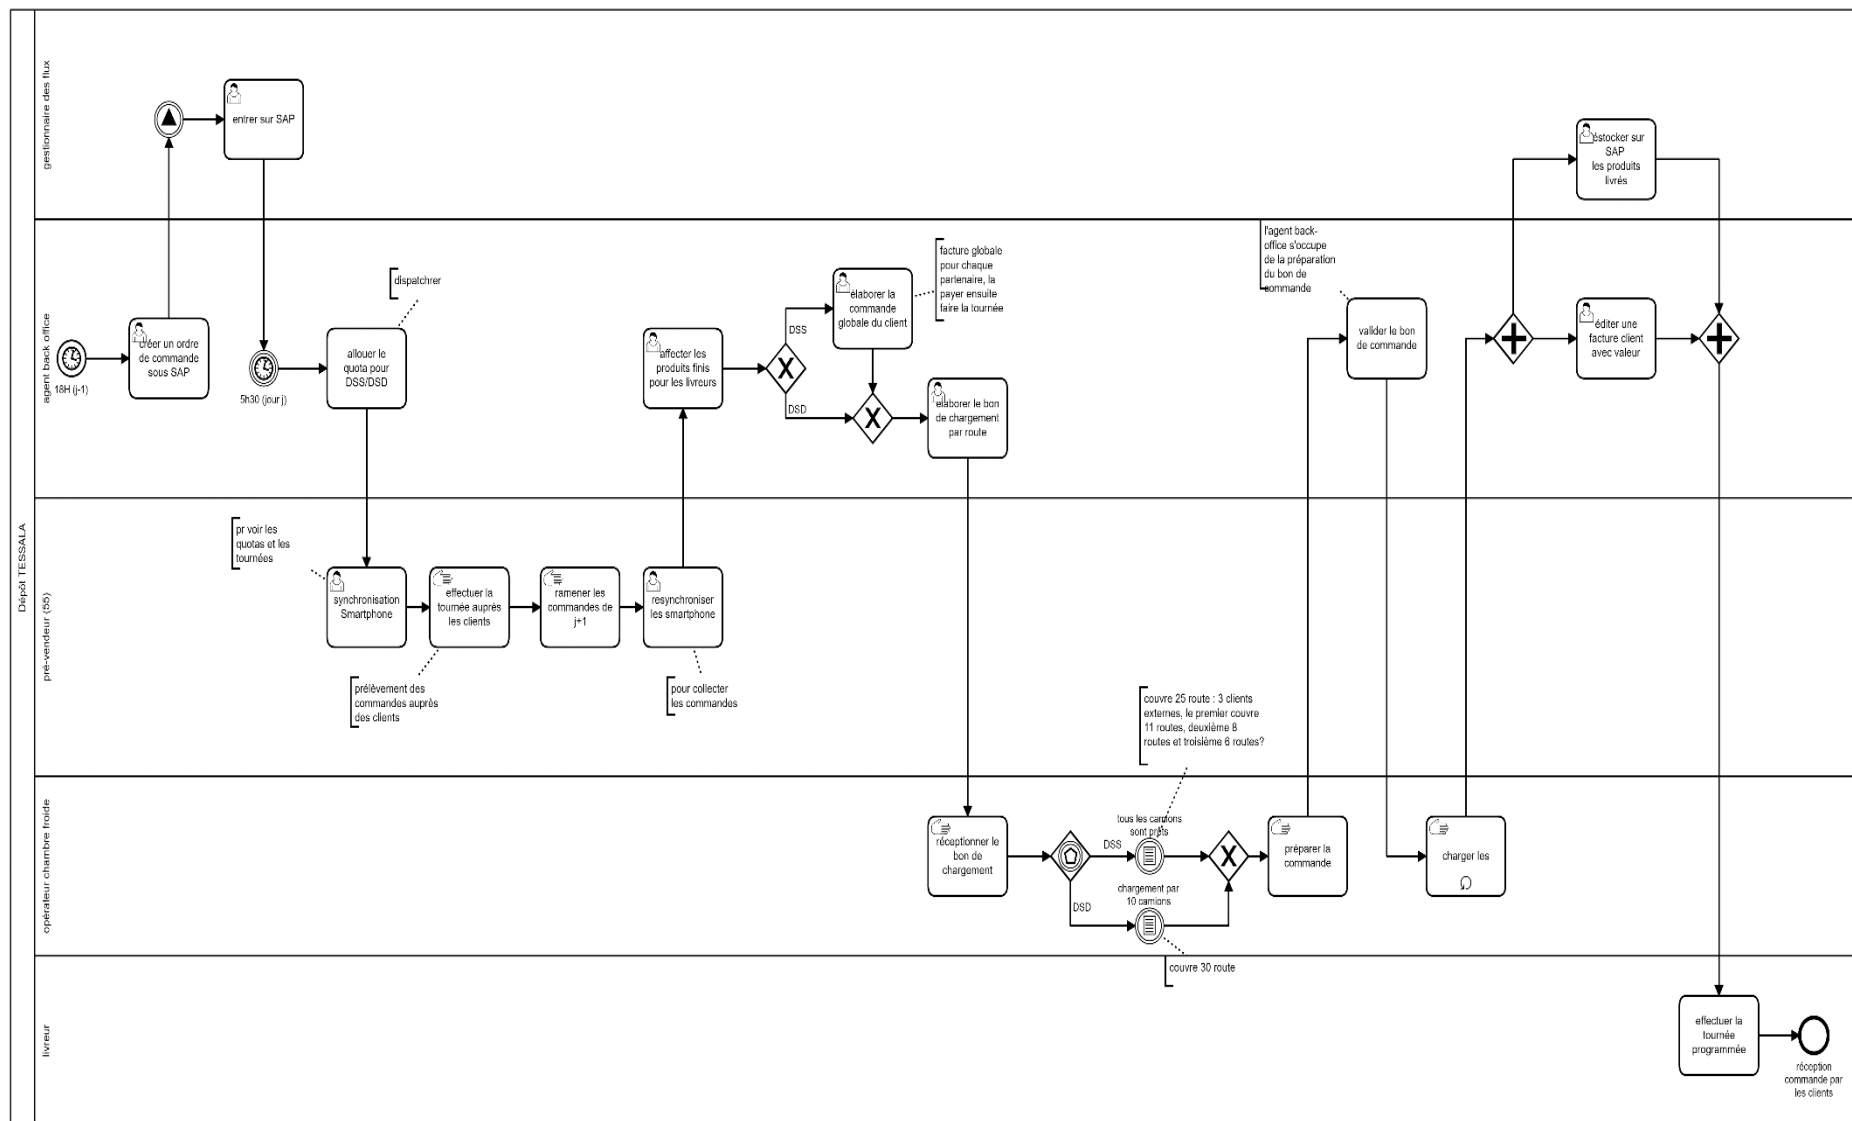 Dépôt TESSALA
gestionnaire des flux
entrer sur SAP
éstocker sur
SAP
les produits
livrés
agent back office
18H (j-1)
créer un ordre
de commande
sous SAP
5h30 (jour j)
dispatchrer
allouer le
quota pour
DSS/DSD
affecter les
produits finis
pour les livreurs
DSS
DSD
élaborer la
commande
globale du client
facture globale
pour chaque
partenaire, la
payer ensuite
faire la tournée
élaborer le bon
de chargement
par route
l'agent back-
office s'occupe
de la préparation
du bon de
commande
valider le bon
de commande
éditer une
facture client
avec valeur
pré-vendeur (55)
pr voir les
quotas et les
tournées
synchronisation
Smartphone
effectuer la
tournée auprès
les clients
ramener les
commandes de
j+1
resynchroniser
les smartphone
prélèvement des
commandes auprès
des clients
pour collecter
les commandes
couvre 25 route : 3 clients
externes, le premier couvre
11 routes, deuxième 8
routes et troisième 6 routes?
opérateur chambre froide
réceptionner le
bon de
chargement
DSS
DSD
tous les camions
sont prêts
chargement par
10 camions
préparer la
commande
charger les
couvre 30 route
livreur
effectuer la
tournée
programmée
réception
commande par
les clients